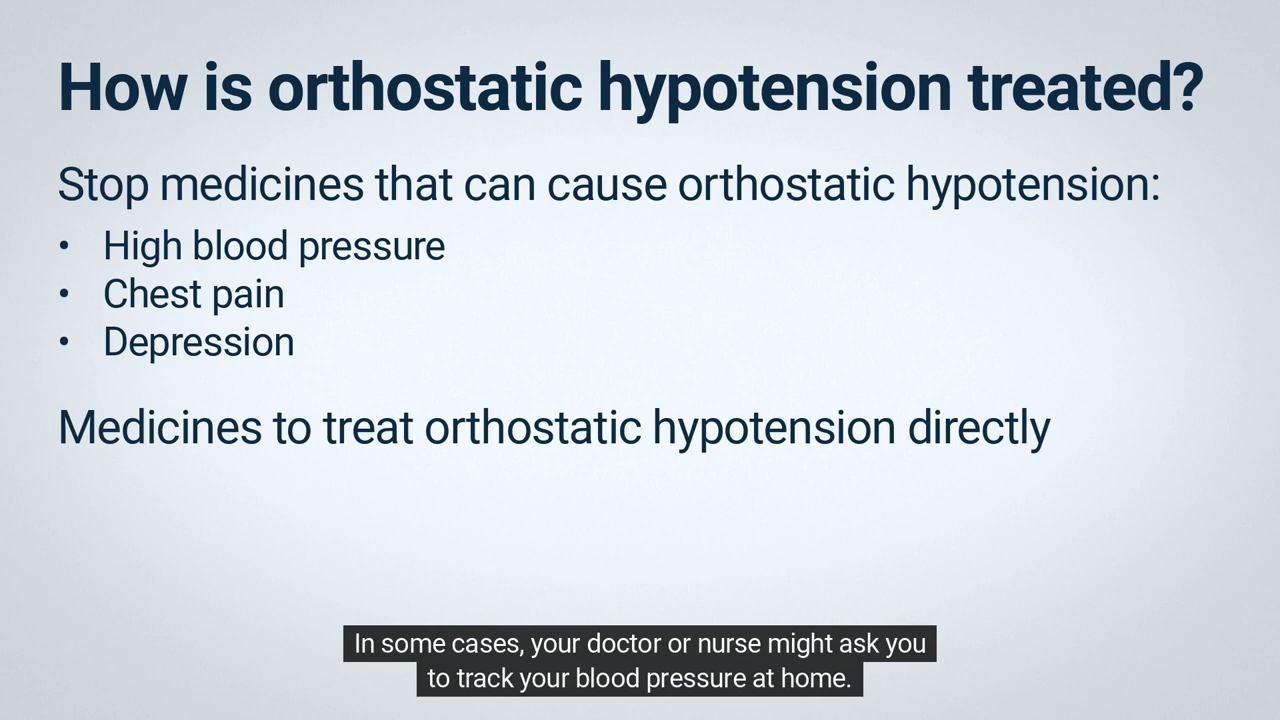 How is orthostatic hypotension treated?
Stop medicines that can cause orthostatic hypotension:
• High blood pressure
• Chest pain
• Depression
Medicines to treat orthostatic hypotension directly
In some cases, your doctor or nurse might ask you
to track your blood pressure at home.